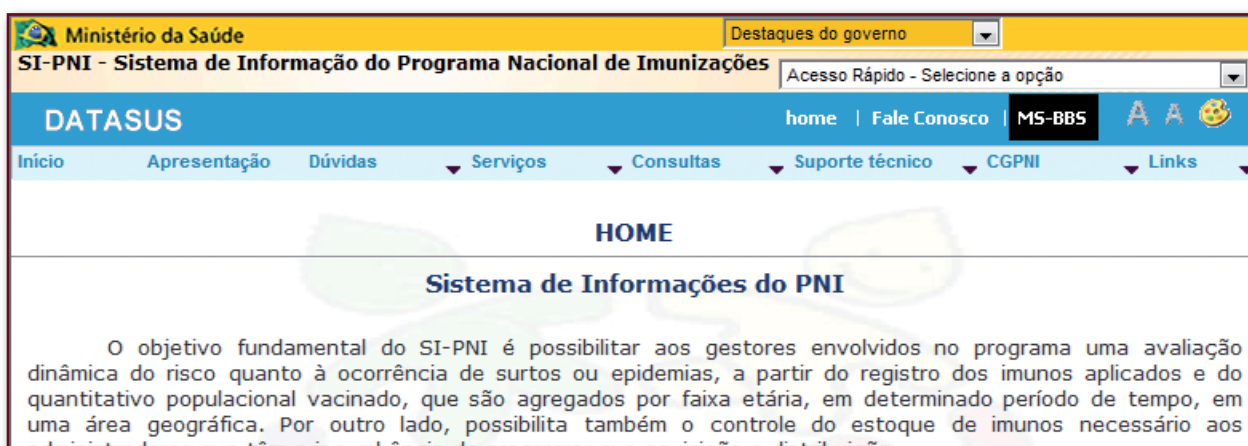 Ministério da Saúde
Destaques do governo
SI-PNI - Sistema de Informação do Programa Nacional de Imunizações
Acesso Rápido - Selecione a opção
DATASUS
home | Fale Conosco | MS-BBS A A
Início Apresentação Dúvidas Serviços Consultas Suporte técnico CGPNI Links
HOME
Sistema de Informações do PNI
O objetivo fundamental do SI-PNI é possibilitar aos gestores envolvidos no programa uma avaliação
dinâmica do risco quanto à ocorrência de surtos ou epidemias, a partir do registro dos imunos aplicados e do
quantitativo populacional vacinado, que são agregados por faixa etária, em determinado período de tempo, em
uma área geográfica. Por outro lado, possibilita também o controle do estoque de imunos necessário aos